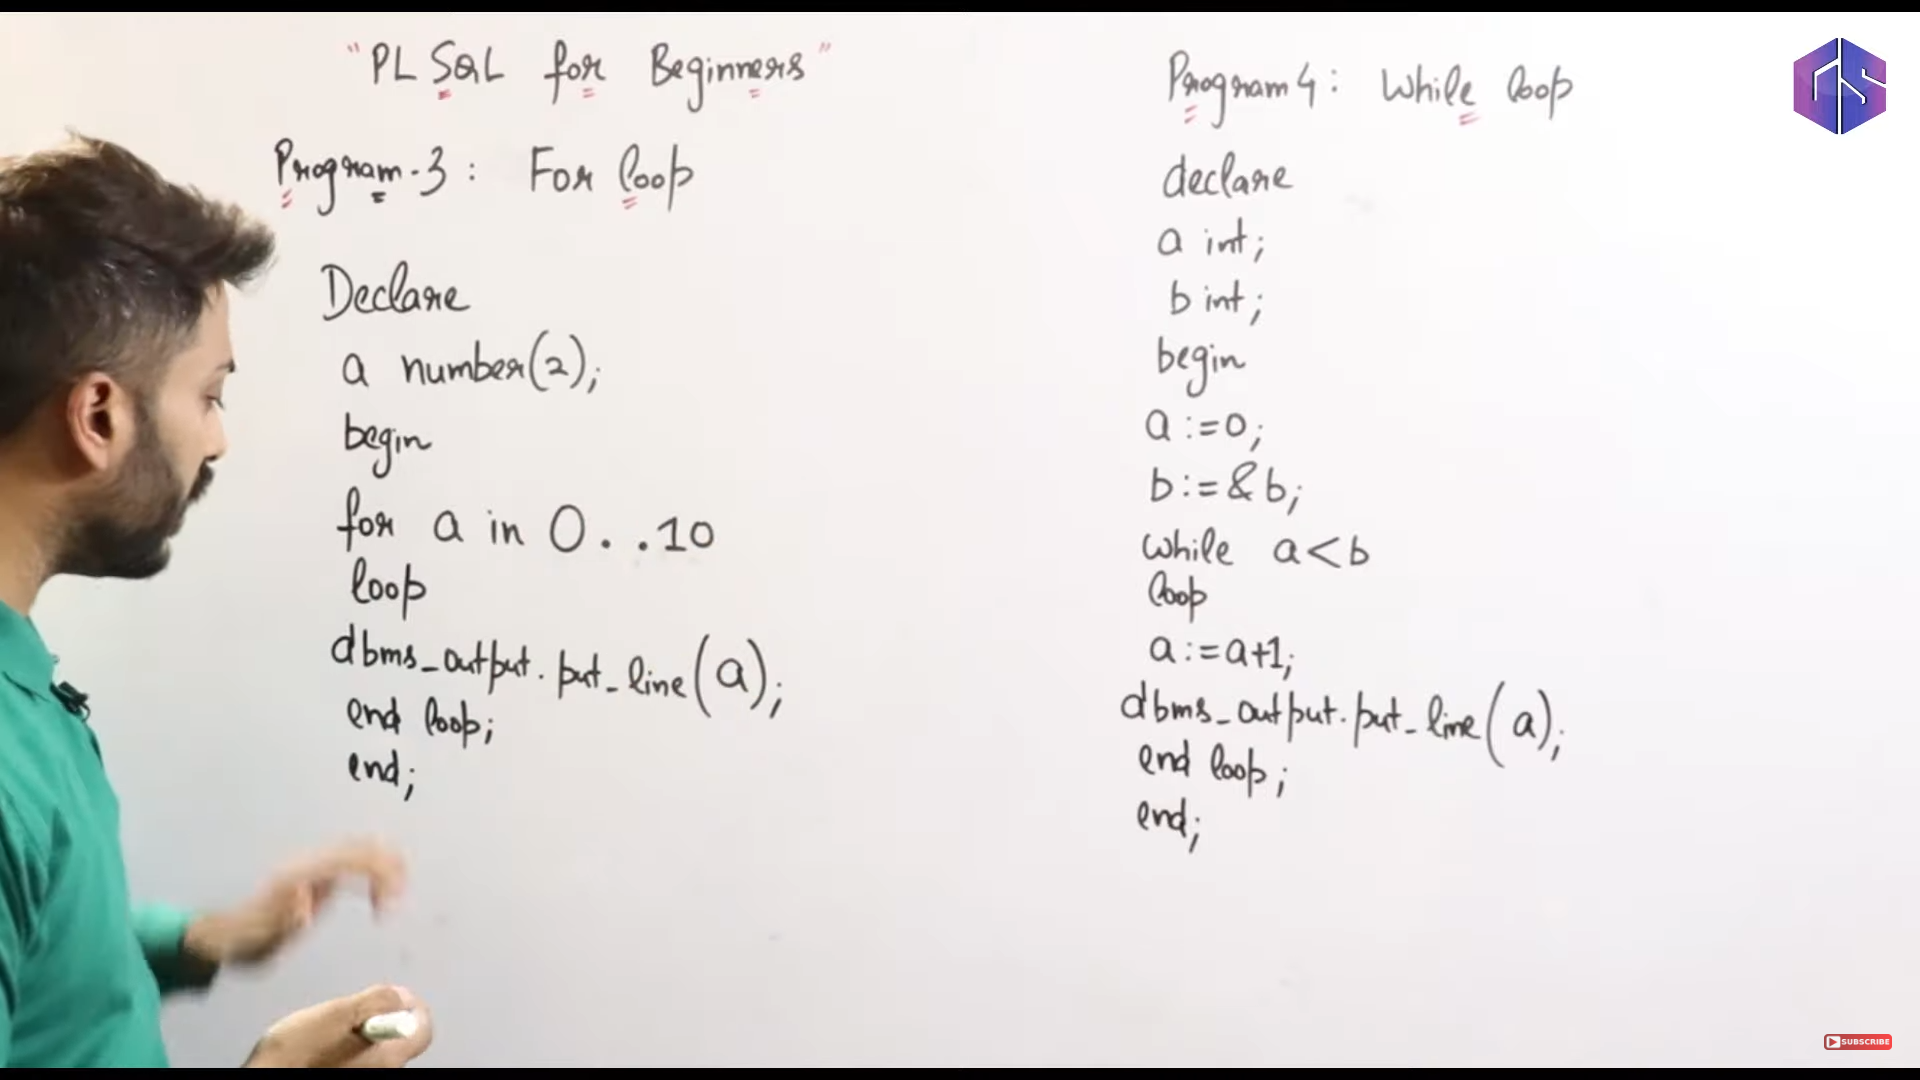 "PL SQL for Beginners"
Program-3: For loop
Declare
a number(2);
begin
for a in 0..10
loop
dbms_output.put_line(a);
end loop;
end;
Program 4: While loop
declare
a int;
b int;
begin
a:=0;
b:=&b;
while a<b
loop
a:=a+1;
dbms_output.put_line(a);
end loop;
end;
SUBSCRIBE